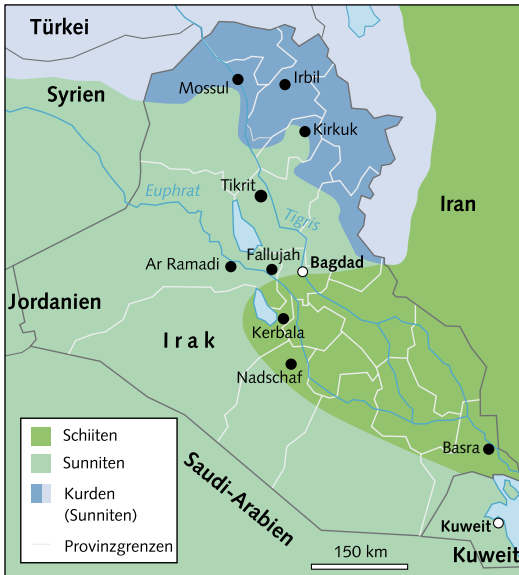 Türkei
Syrien
Mossul
Irbil
Kirkuk
Iran
Euphrat
Tikrit
Tigris
Ar Ramadi
Fallujah
Bagdad
Jordanien
Irak
Kerbala
Nadschaf
Basra
Saudi-Arabien
Kuweit
Kuweit
Schiiten
Sunniten
Kurden
(Sunniten)
Provinzgrenzen
150 km